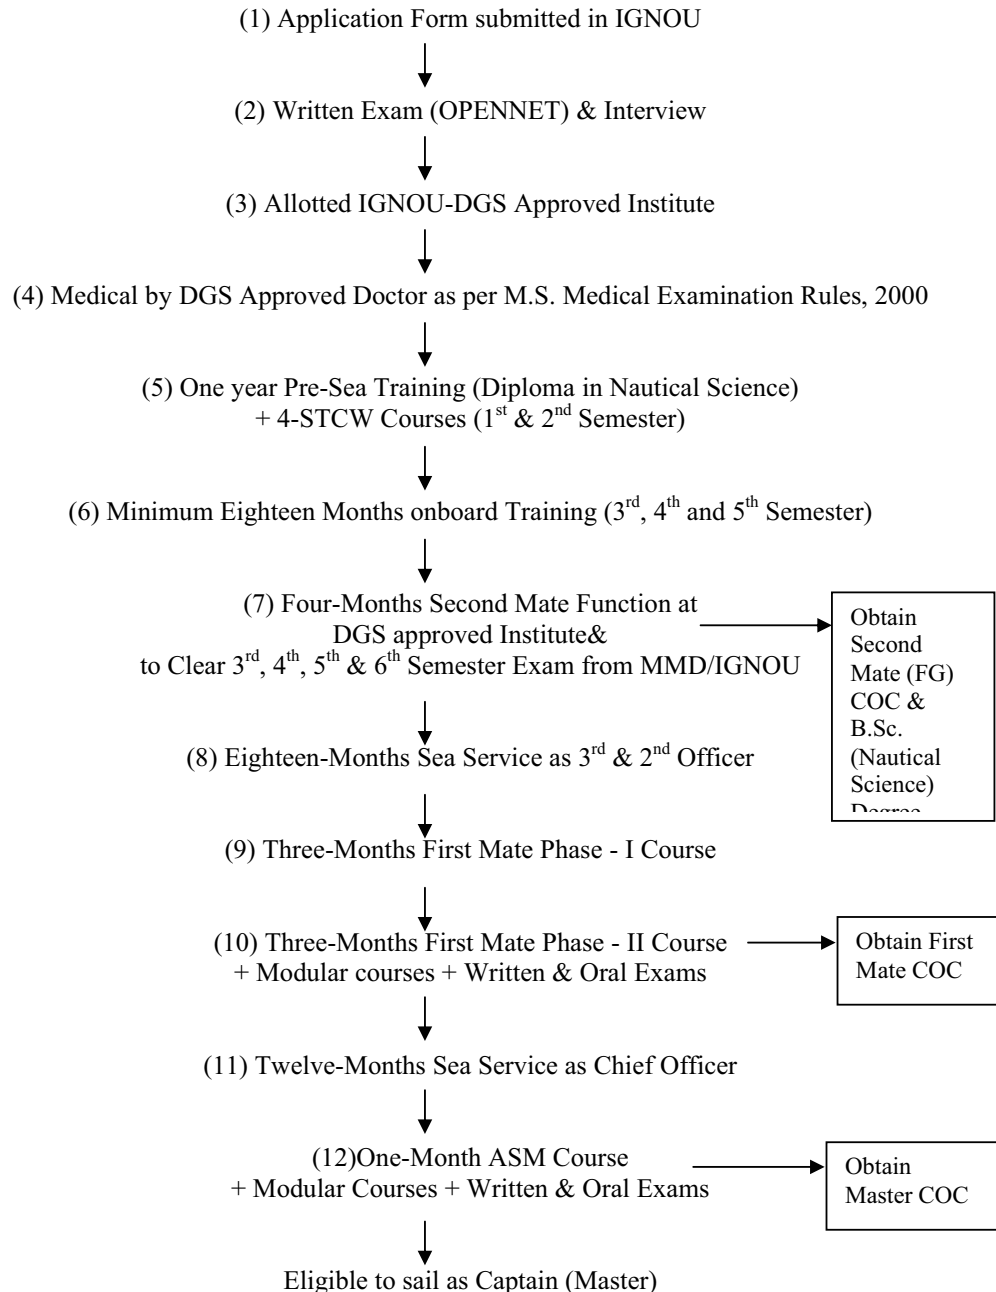 (1) Application Form submitted in IGNOU
(2) Written Exam (OPENNET) & Interview
(3) Allotted IGNOU-DGS Approved Institute
(4) Medical by DGS Approved Doctor as per M.S. Medical Examination Rules, 2000
(5) One year Pre-Sea Training (Diploma in Nautical Science)
+ 4-STCW Courses (1st & 2nd Semester)
(6) Minimum Eighteen Months onboard Training (3rd, 4th and 5th Semester)
(7) Four-Months Second Mate Function at
DGS approved Institute&
to Clear 3rd, 4th, 5th & 6th Semester Exam from MMD/IGNOU
Obtain
Second
Mate (FG)
COC &
B.Sc.
(Nautical
Science)
Degree
(8) Eighteen-Months Sea Service as 3rd & 2nd Officer
(9) Three-Months First Mate Phase - I Course
(10) Three-Months First Mate Phase - II Course
+ Modular courses + Written & Oral Exams
Obtain First
Mate COC
(11) Twelve-Months Sea Service as Chief Officer
(12)One-Month ASM Course
+ Modular Courses + Written & Oral Exams
Obtain
Master COC
Eligible to sail as Captain (Master)